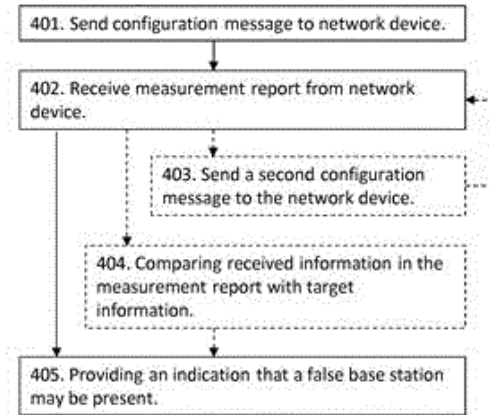 401. Send configuration message to network device.
402. Receive measurement report from network
device.
403. Send a second configuration
message to the network device.
404. Comparing received information in the
measurement report with target
information.
405. Providing an indication that a false base station
may be present.